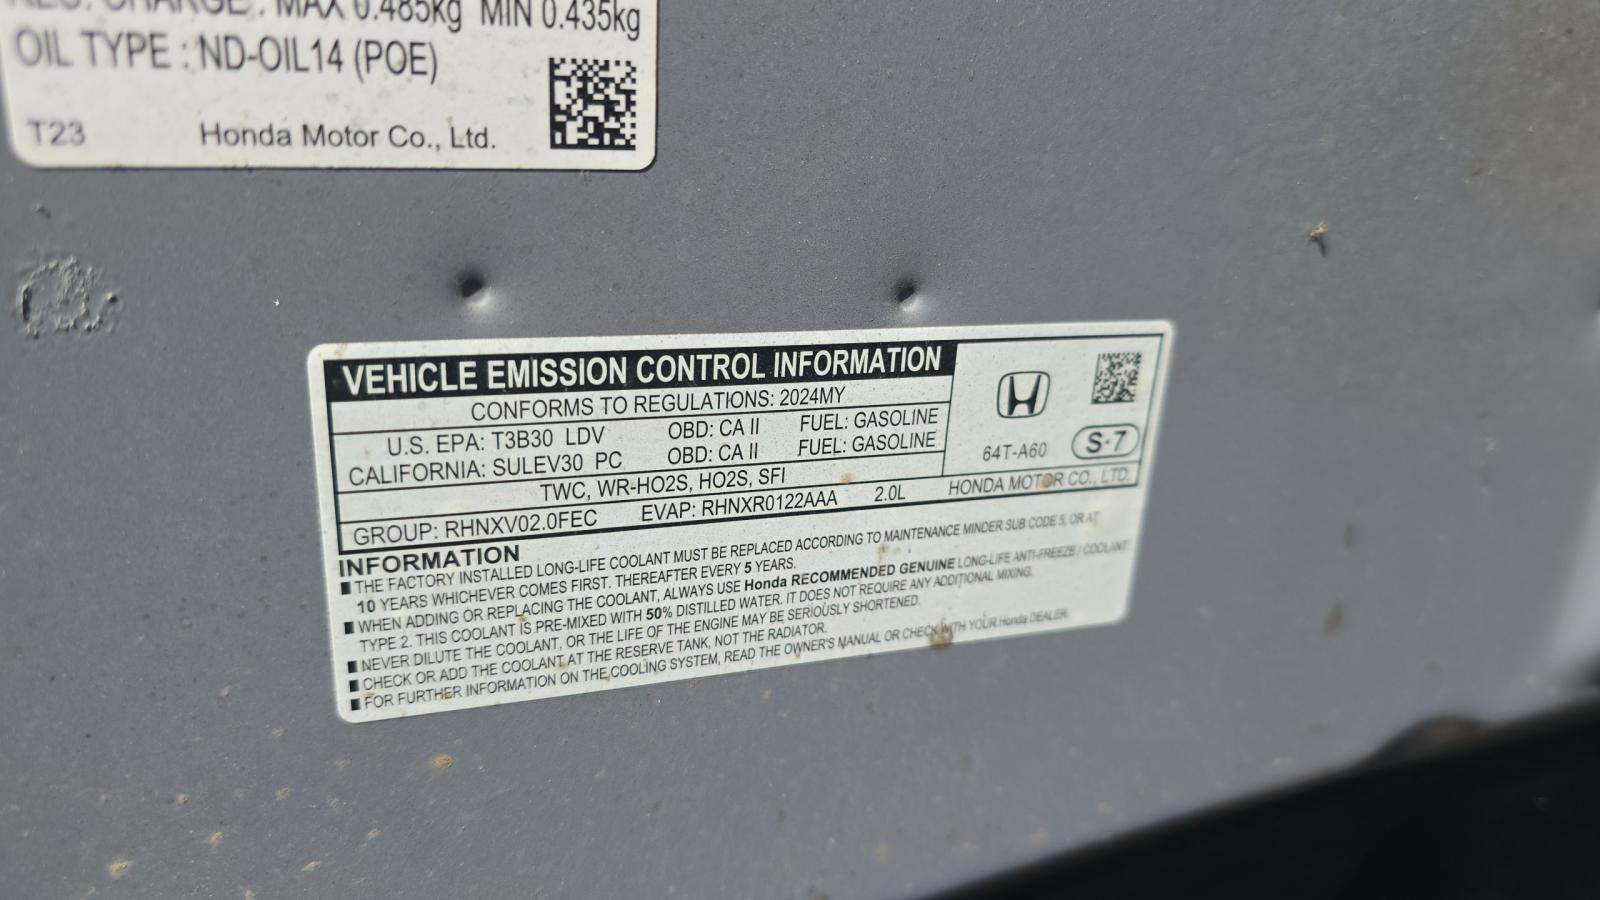 REG. CHARGE : MAX 0.485kg MIN 0.435kg
OIL TYPE : ND-OIL14 (POE)
T23 Honda Motor Co., Ltd.
VEHICLE EMISSION CONTROL INFORMATION
CONFORMS TO REGULATIONS: 2024MY
U.S. EPA: T3B30 LDV OBD: CA II FUEL: GASOLINE
CALIFORNIA: SULEV30 PC OBD: CA II FUEL: GASOLINE
64T-A60 S·7
TWC, WR-HO2S, HO2S, SFI
GROUP: RHNXV02.0FEC EVAP: RHNXR0122AAA 2.0L HONDA MOTOR CO., LTD.
INFORMATION
■ THE FACTORY INSTALLED LONG-LIFE COOLANT MUST BE REPLACED ACCORDING TO MAINTENANCE MINDER SUB CODE 5, OR AT
10 YEARS WHICHEVER COMES FIRST. THEREAFTER EVERY 5 YEARS.
■ WHEN ADDING OR REPLACING THE COOLANT, ALWAYS USE Honda RECOMMENDED GENUINE LONG-LIFE ANTI-FREEZE / COOLANT
TYPE 2. THIS COOLANT IS PRE-MIXED WITH 50% DISTILLED WATER. IT DOES NOT REQUIRE ANY ADDITIONAL MIXING.
■ NEVER DILUTE THE COOLANT, OR THE LIFE OF THE ENGINE MAY BE SERIOUSLY SHORTENED.
■ CHECK OR ADD THE COOLANT AT THE RESERVE TANK, NOT THE RADIATOR.
■ FOR FURTHER INFORMATION ON THE COOLING SYSTEM, READ THE OWNER'S MANUAL OR CHECK WITH YOUR Honda DEALER.